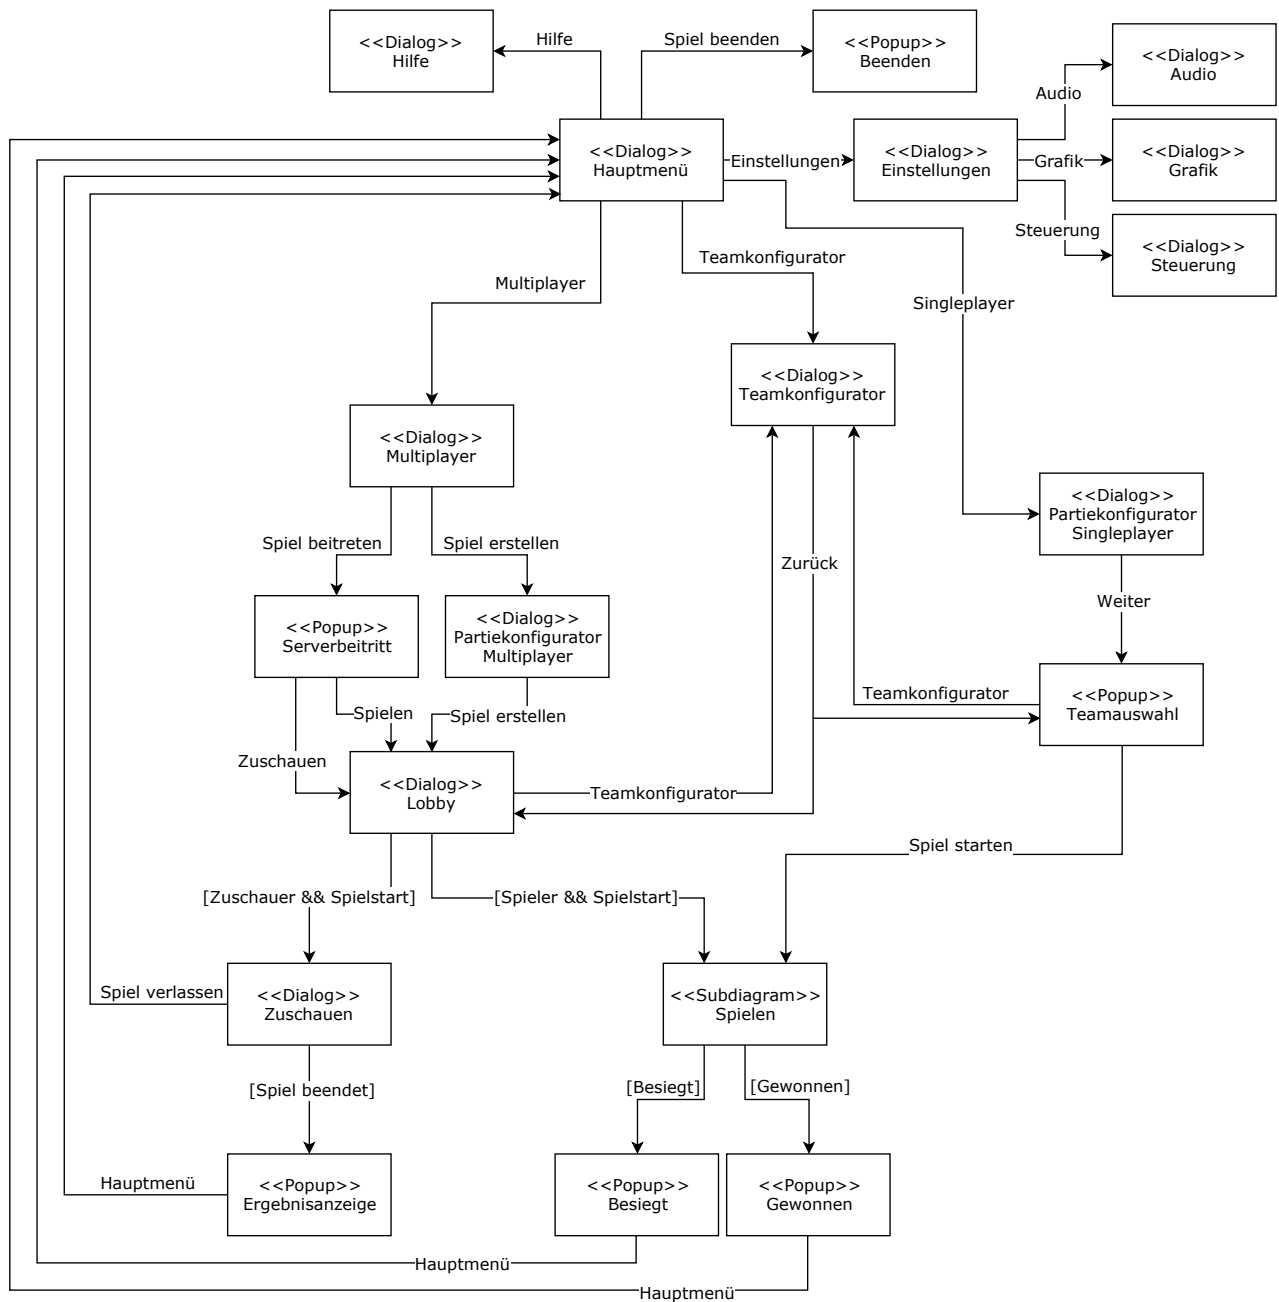 <<Dialog>>
Hilfe
Hilfe
Spiel beenden
<<Popup>>
Beenden
<<Dialog>>
Audio
Audio
<<Dialog>>
Hauptmenü
Einstellungen
<<Dialog>>
Einstellungen
Grafik
<<Dialog>>
Grafik
Steuerung
<<Dialog>>
Steuerung
Teamkonfigurator
Multiplayer
Singleplayer
<<Dialog>>
Teamkonfigurator
<<Dialog>>
Multiplayer
<<Dialog>>
Partiekonfigurator
Singleplayer
Spiel beitreten
Spiel erstellen
Zurück
Weiter
<<Popup>>
Serverbeitritt
<<Dialog>>
Partiekonfigurator
Multiplayer
Teamkonfigurator
<<Popup>>
Teamauswahl
Spielen
Spiel erstellen
Zuschauen
<<Dialog>>
Lobby
Teamkonfigurator
Spiel starten
[Zuschauer && Spielstart]
[Spieler && Spielstart]
Spiel verlassen
<<Dialog>>
Zuschauen
<<Subdiagram>>
Spielen
[Spiel beendet]
[Besiegt]
[Gewonnen]
Hauptmenü
<<Popup>>
Ergebnisanzeige
<<Popup>>
Besiegt
<<Popup>>
Gewonnen
Hauptmenü
Hauptmenü